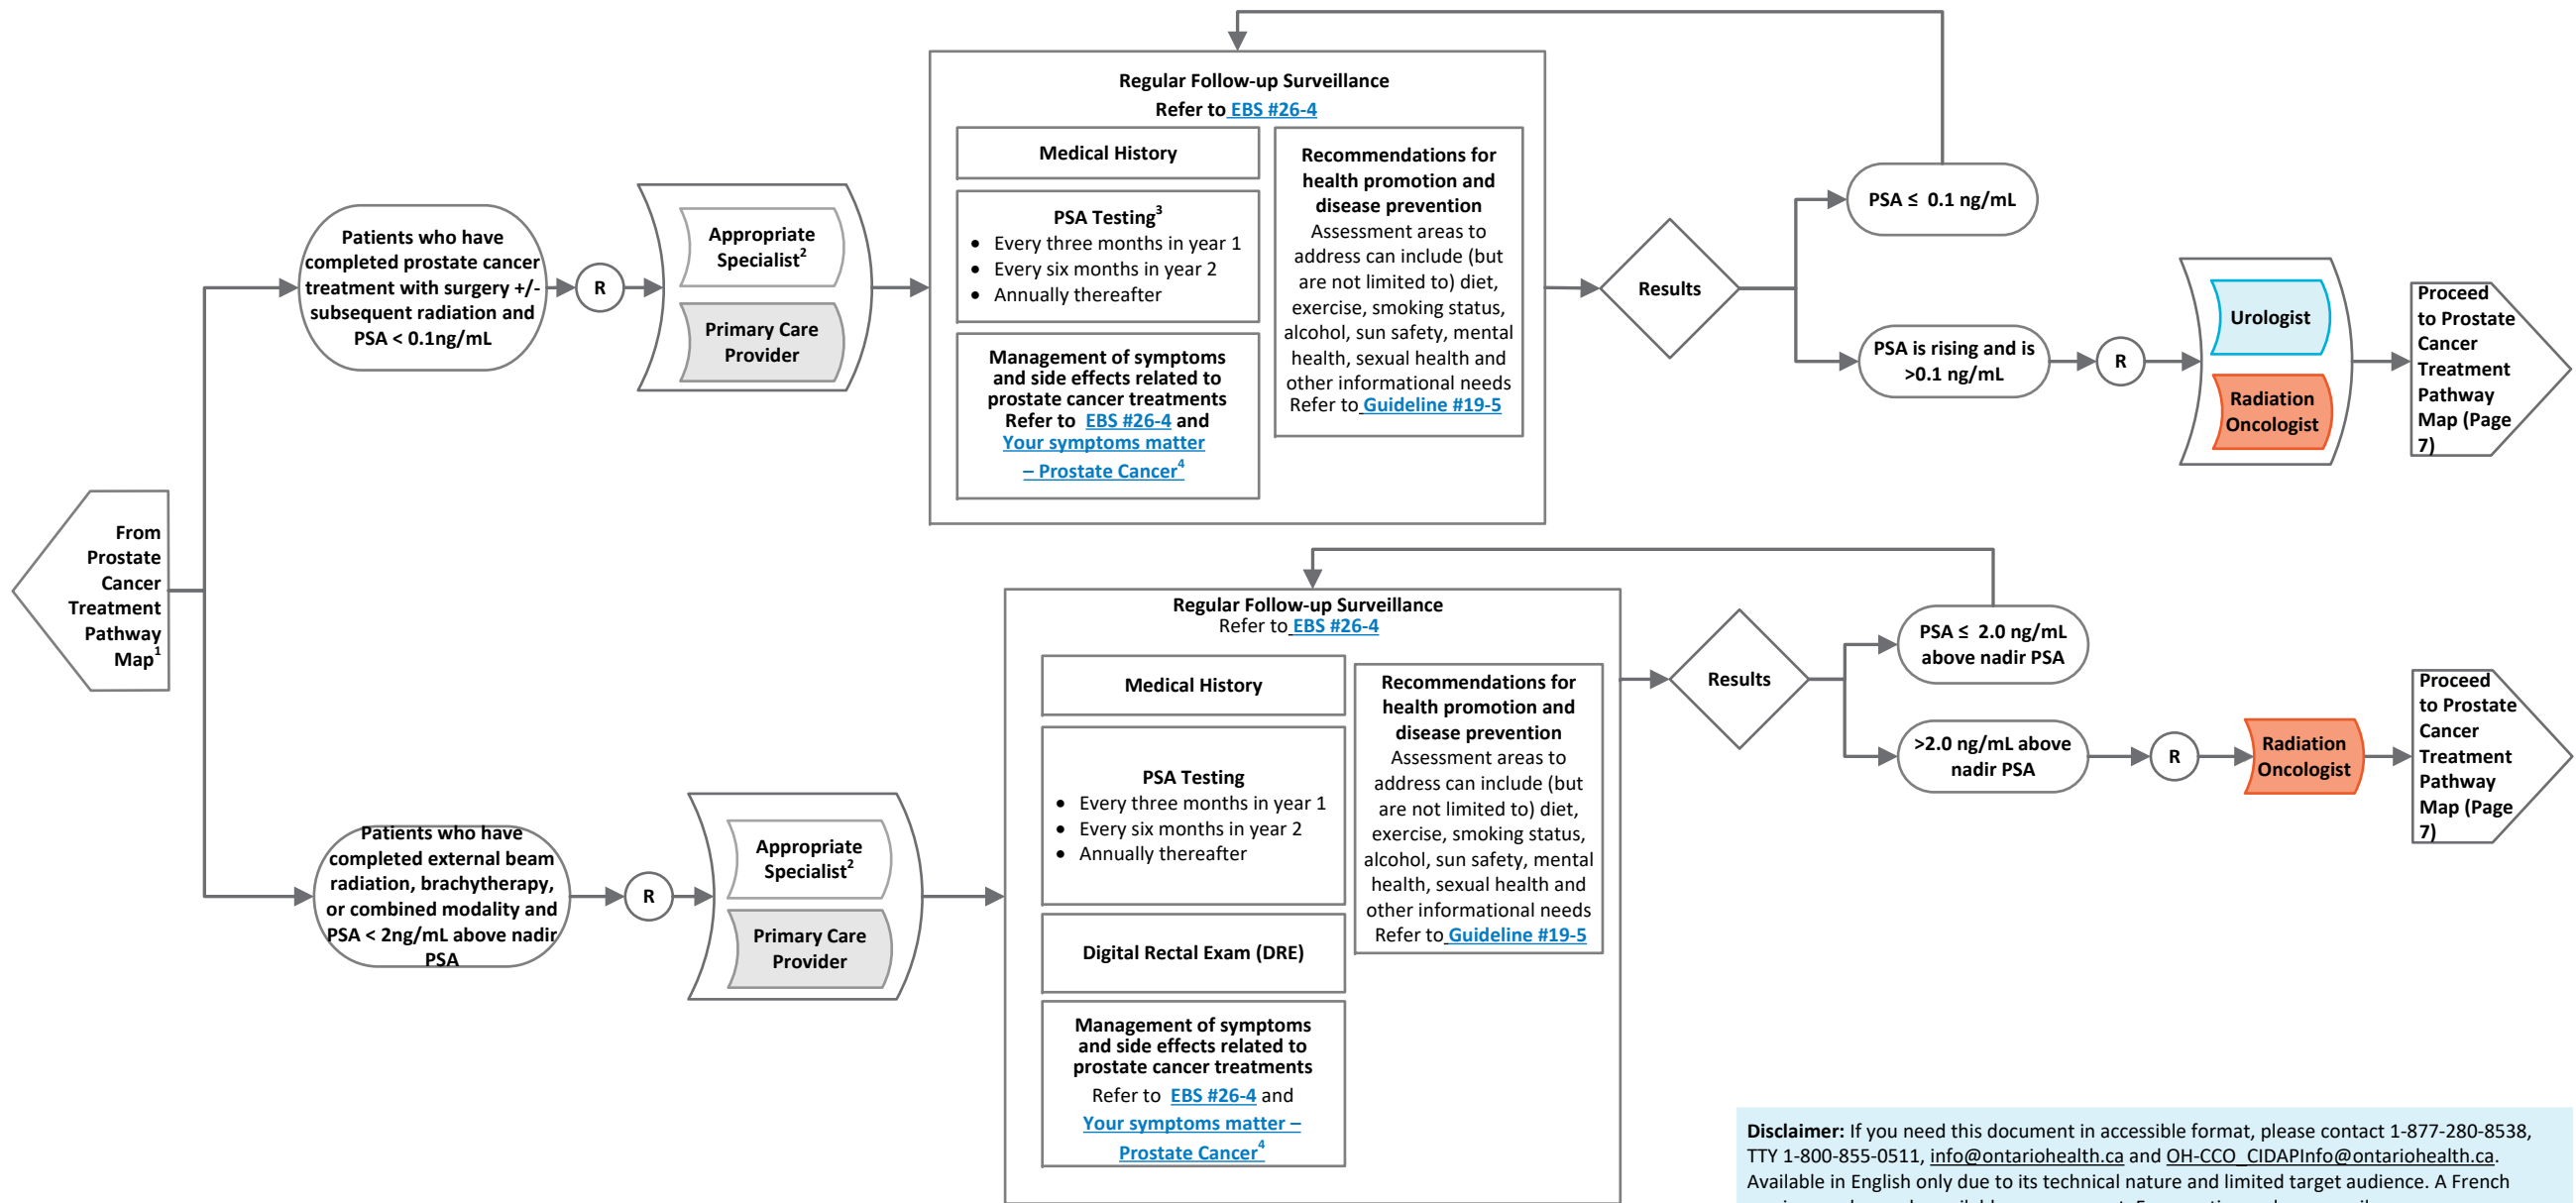 From
Prostate
Cancer
Treatment
Pathway
Map1
Patients who have
completed prostate cancer
treatment with surgery +/-
subsequent radiation and
PSA < 0.1ng/mL
R
Appropriate
Specialist2
Primary Care
Provider
Regular Follow-up Surveillance
Refer to EBS #26-4
Medical History
PSA Testing3
• Every three months in year 1
• Every six months in year 2
• Annually thereafter
Management of symptoms
and side effects related to
prostate cancer treatments
Refer to EBS #26-4 and
Your symptoms matter
– Prostate Cancer4
Recommendations for
health promotion and
disease prevention
Assessment areas to
address can include (but
are not limited to) diet,
exercise, smoking status,
alcohol, sun safety, mental
health, sexual health and
other informational needs
Refer to Guideline #19-5
Results
PSA ≤ 0.1 ng/mL
PSA is rising and is
>0.1 ng/mL
R
Urologist
Radiation
Oncologist
Proceed
to Prostate
Cancer
Treatment
Pathway
Map (Page
7)
Patients who have
completed external beam
radiation, brachytherapy,
or combined modality and
PSA < 2ng/mL above nadir
PSA
R
Appropriate
Specialist2
Primary Care
Provider
Regular Follow-up Surveillance
Refer to EBS #26-4
Medical History
PSA Testing
• Every three months in year 1
• Every six months in year 2
• Annually thereafter
Digital Rectal Exam (DRE)
Management of symptoms
and side effects related to
prostate cancer treatments
Refer to EBS #26-4 and
Your symptoms matter –
Prostate Cancer4
Recommendations for
health promotion and
disease prevention
Assessment areas to
address can include (but
are not limited to) diet,
exercise, smoking status,
alcohol, sun safety, mental
health, sexual health and
other informational needs
Refer to Guideline #19-5
Results
PSA ≤ 2.0 ng/mL
above nadir PSA
>2.0 ng/mL above
nadir PSA
R
Radiation
Oncologist
Proceed
to Prostate
Cancer
Treatment
Pathway
Map (Page
7)
Disclaimer: If you need this document in accessible format, please contact 1-877-280-8538,
TTY 1-800-855-0511, info@ontariohealth.ca and OH-CCO_CIDAPInfo@ontariohealth.ca.
Available in English only due to its technical nature and limited target audience. A French